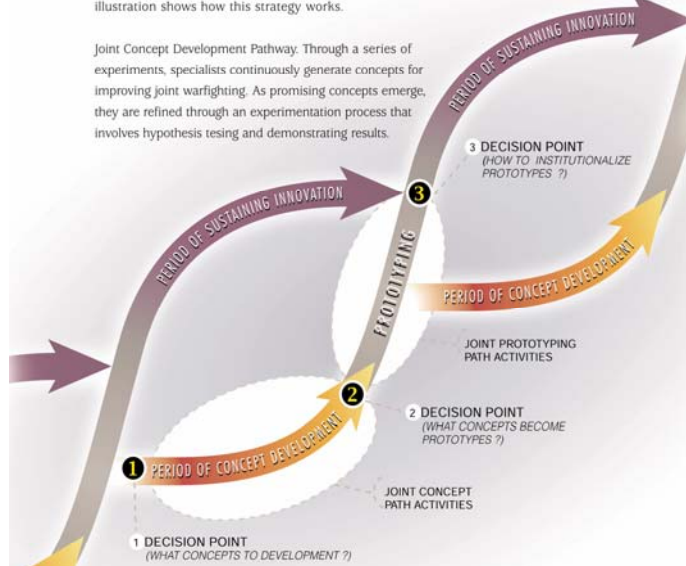 illustration shows how this strategy works.
Joint Concept Development Pathway. Through a series of
experiments, specialists continuously generate concepts for
improving joint warfighting. As promising concepts emerge,
they are refined through an experimentation process that
involves hypothesis tesing and demonstrating results.
PERIOD OF SUSTAINING INNOVATION
3 DECISION POINT
(HOW TO INSTITUTIONALIZE
PROTOTYPES ?)
3
PERIOD OF SUSTAINING INNOVATION
PROTOTYPING
PERIOD OF CONCEPT DEVELOPMENT
JOINT PROTOTYPING
PATH ACTIVITIES
2
2 DECISION POINT
(WHAT CONCEPTS BECOME
PROTOTYPES ?)
1
PERIOD OF CONCEPT DEVELOPMENT
JOINT CONCEPT
PATH ACTIVITIES
1 DECISION POINT
(WHAT CONCEPTS TO DEVELOPMENT ?)